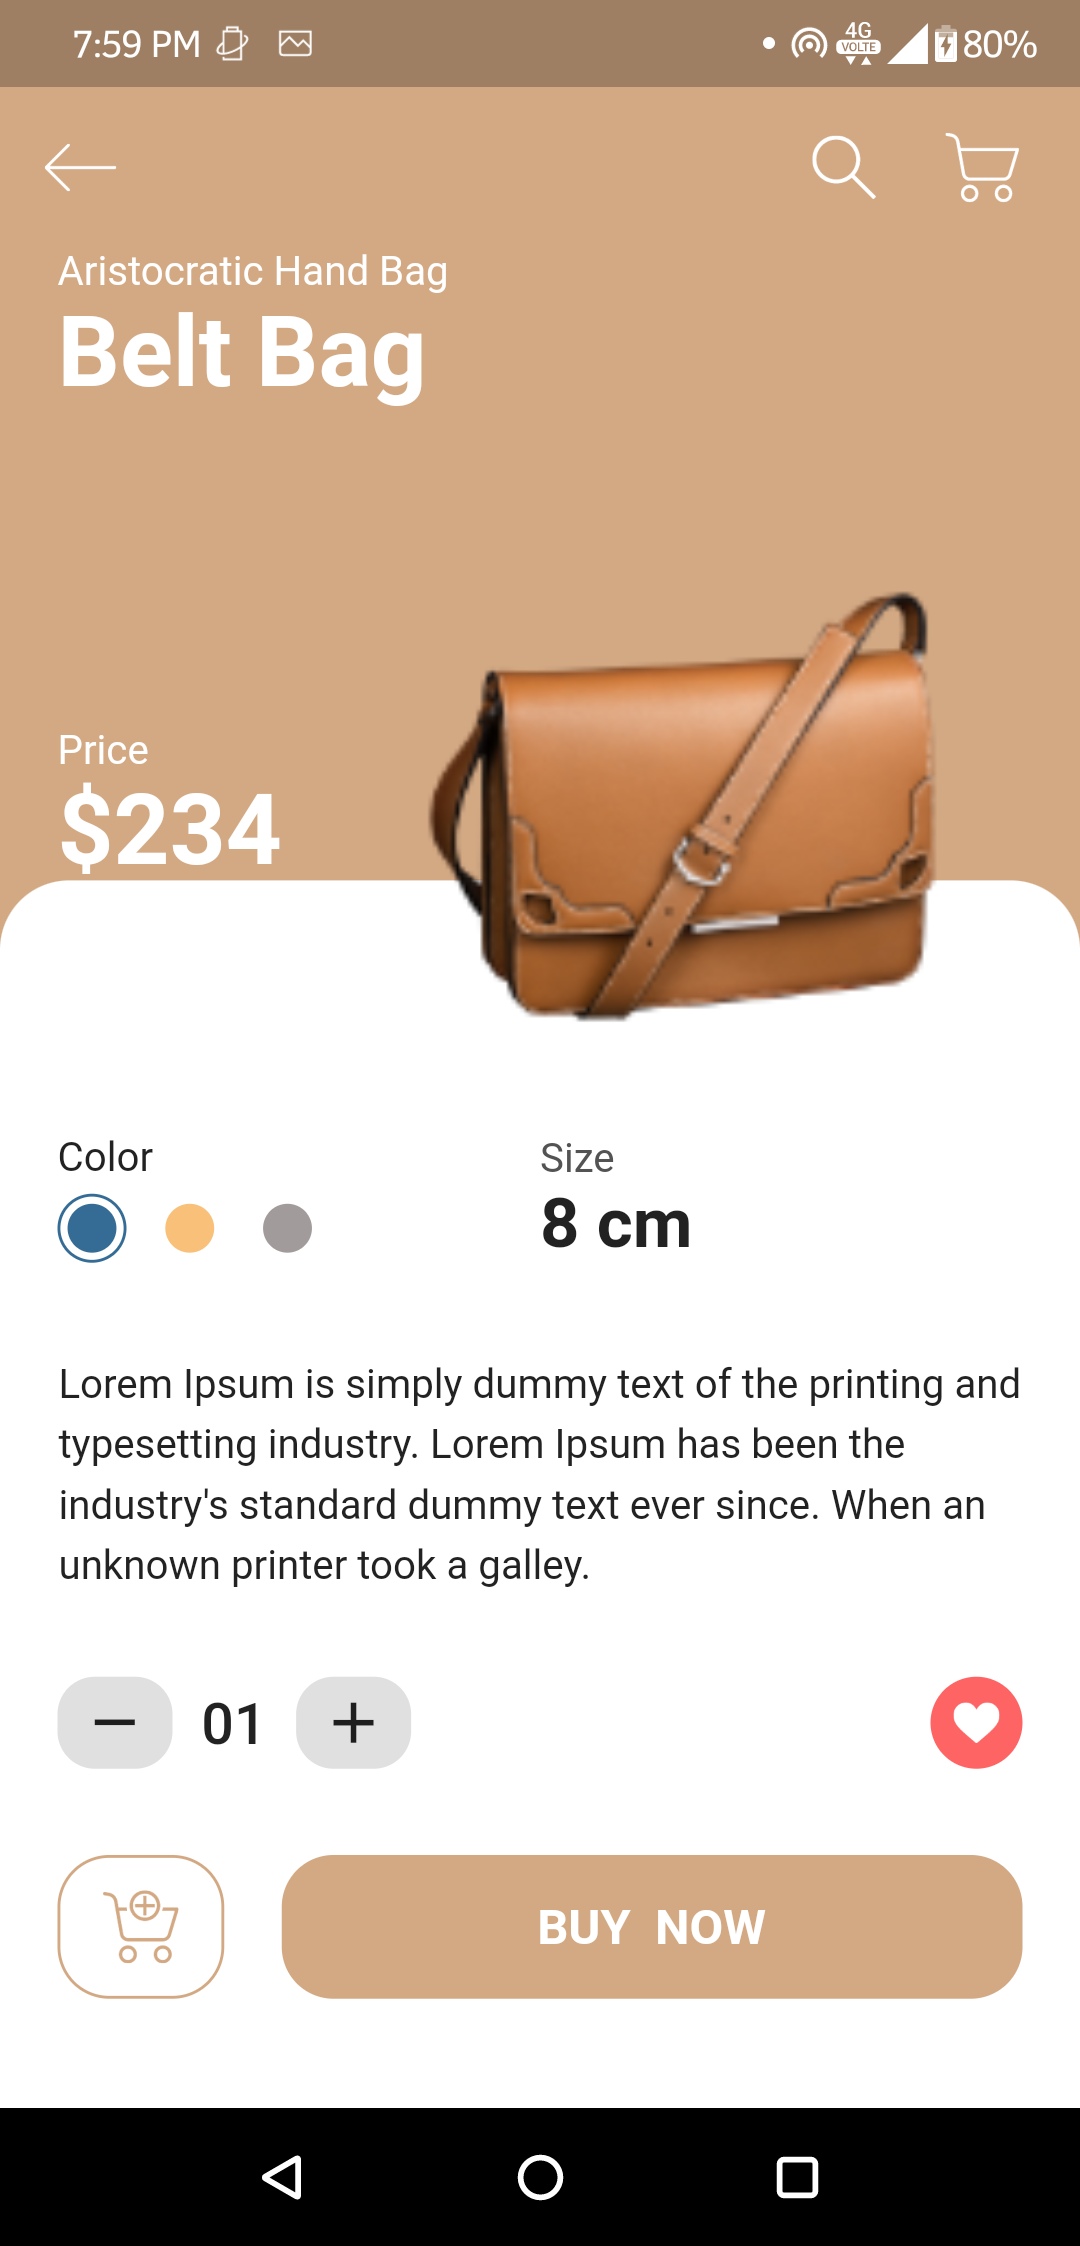 7:59 PM
4G
VOLTE
80%
Aristocratic Hand Bag
Belt Bag
Price
$234
Color
Size
8 cm
Lorem Ipsum is simply dummy text of the printing and
typesetting industry. Lorem Ipsum has been the
industry's standard dummy text ever since. When an
unknown printer took a galley.
01
BUY NOW